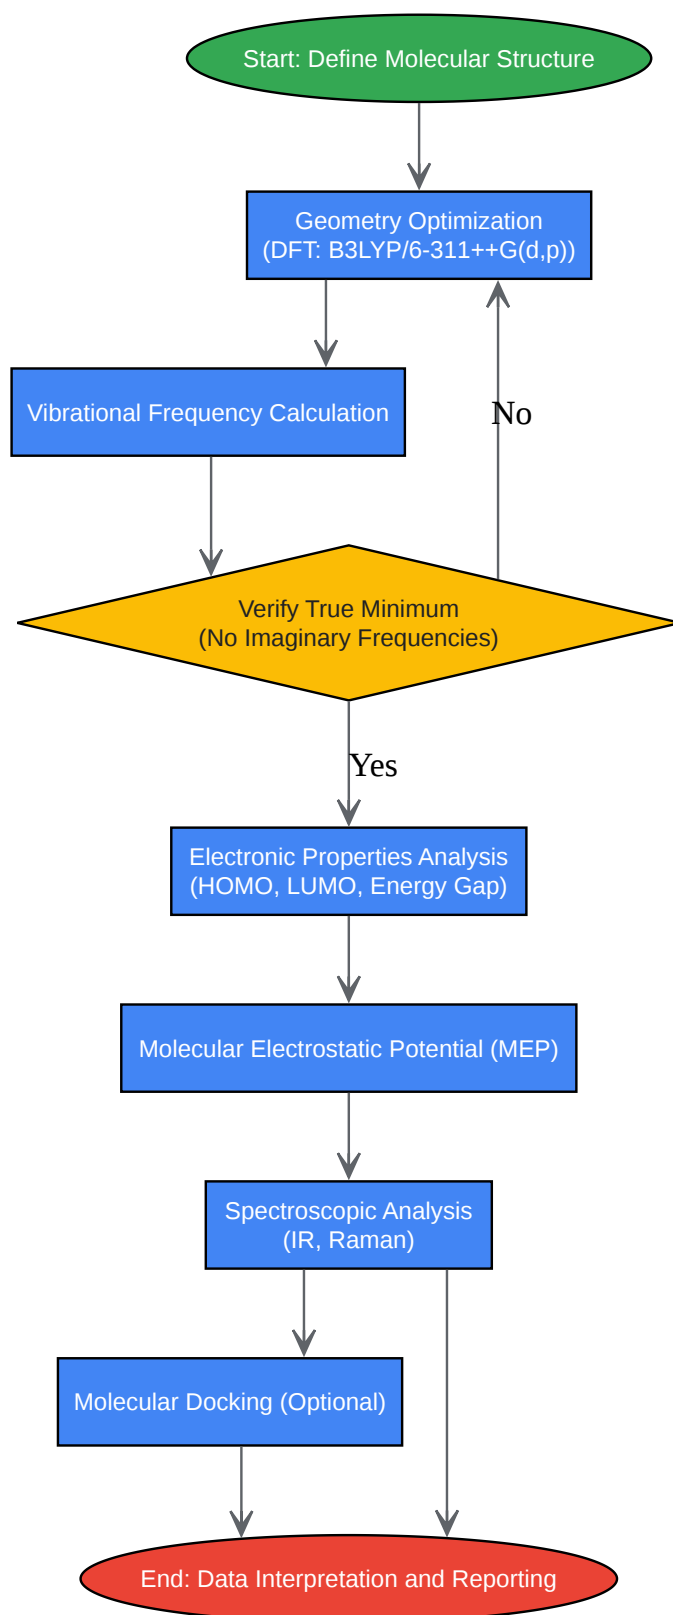 Start: Define Molecular Structure
Geometry Optimization
(DFT: B3LYP/6-311++G(d,p))
Vibrational Frequency Calculation
No
Verify True Minimum
(No Imaginary Frequencies)
Yes
Electronic Properties Analysis
(HOMO, LUMO, Energy Gap)
Molecular Electrostatic Potential (MEP)
Spectroscopic Analysis
(IR, Raman)
Molecular Docking (Optional)
End: Data Interpretation and Reporting